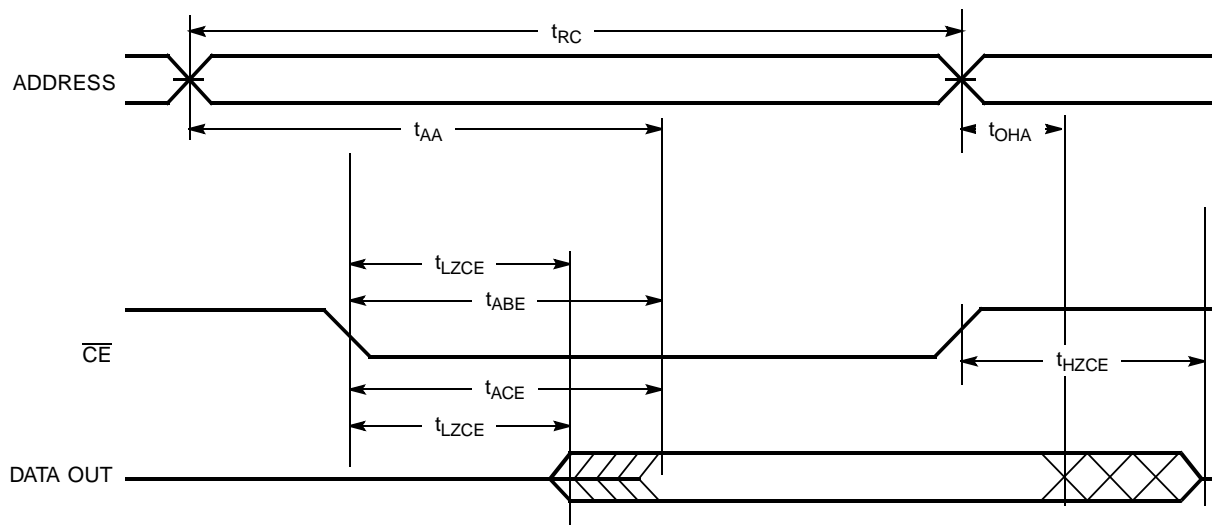 tRC
ADDRESS
tAA
tOHA
tLZCE
tABE
CE
tHZCE
tACE
tLZCE
DATA OUT